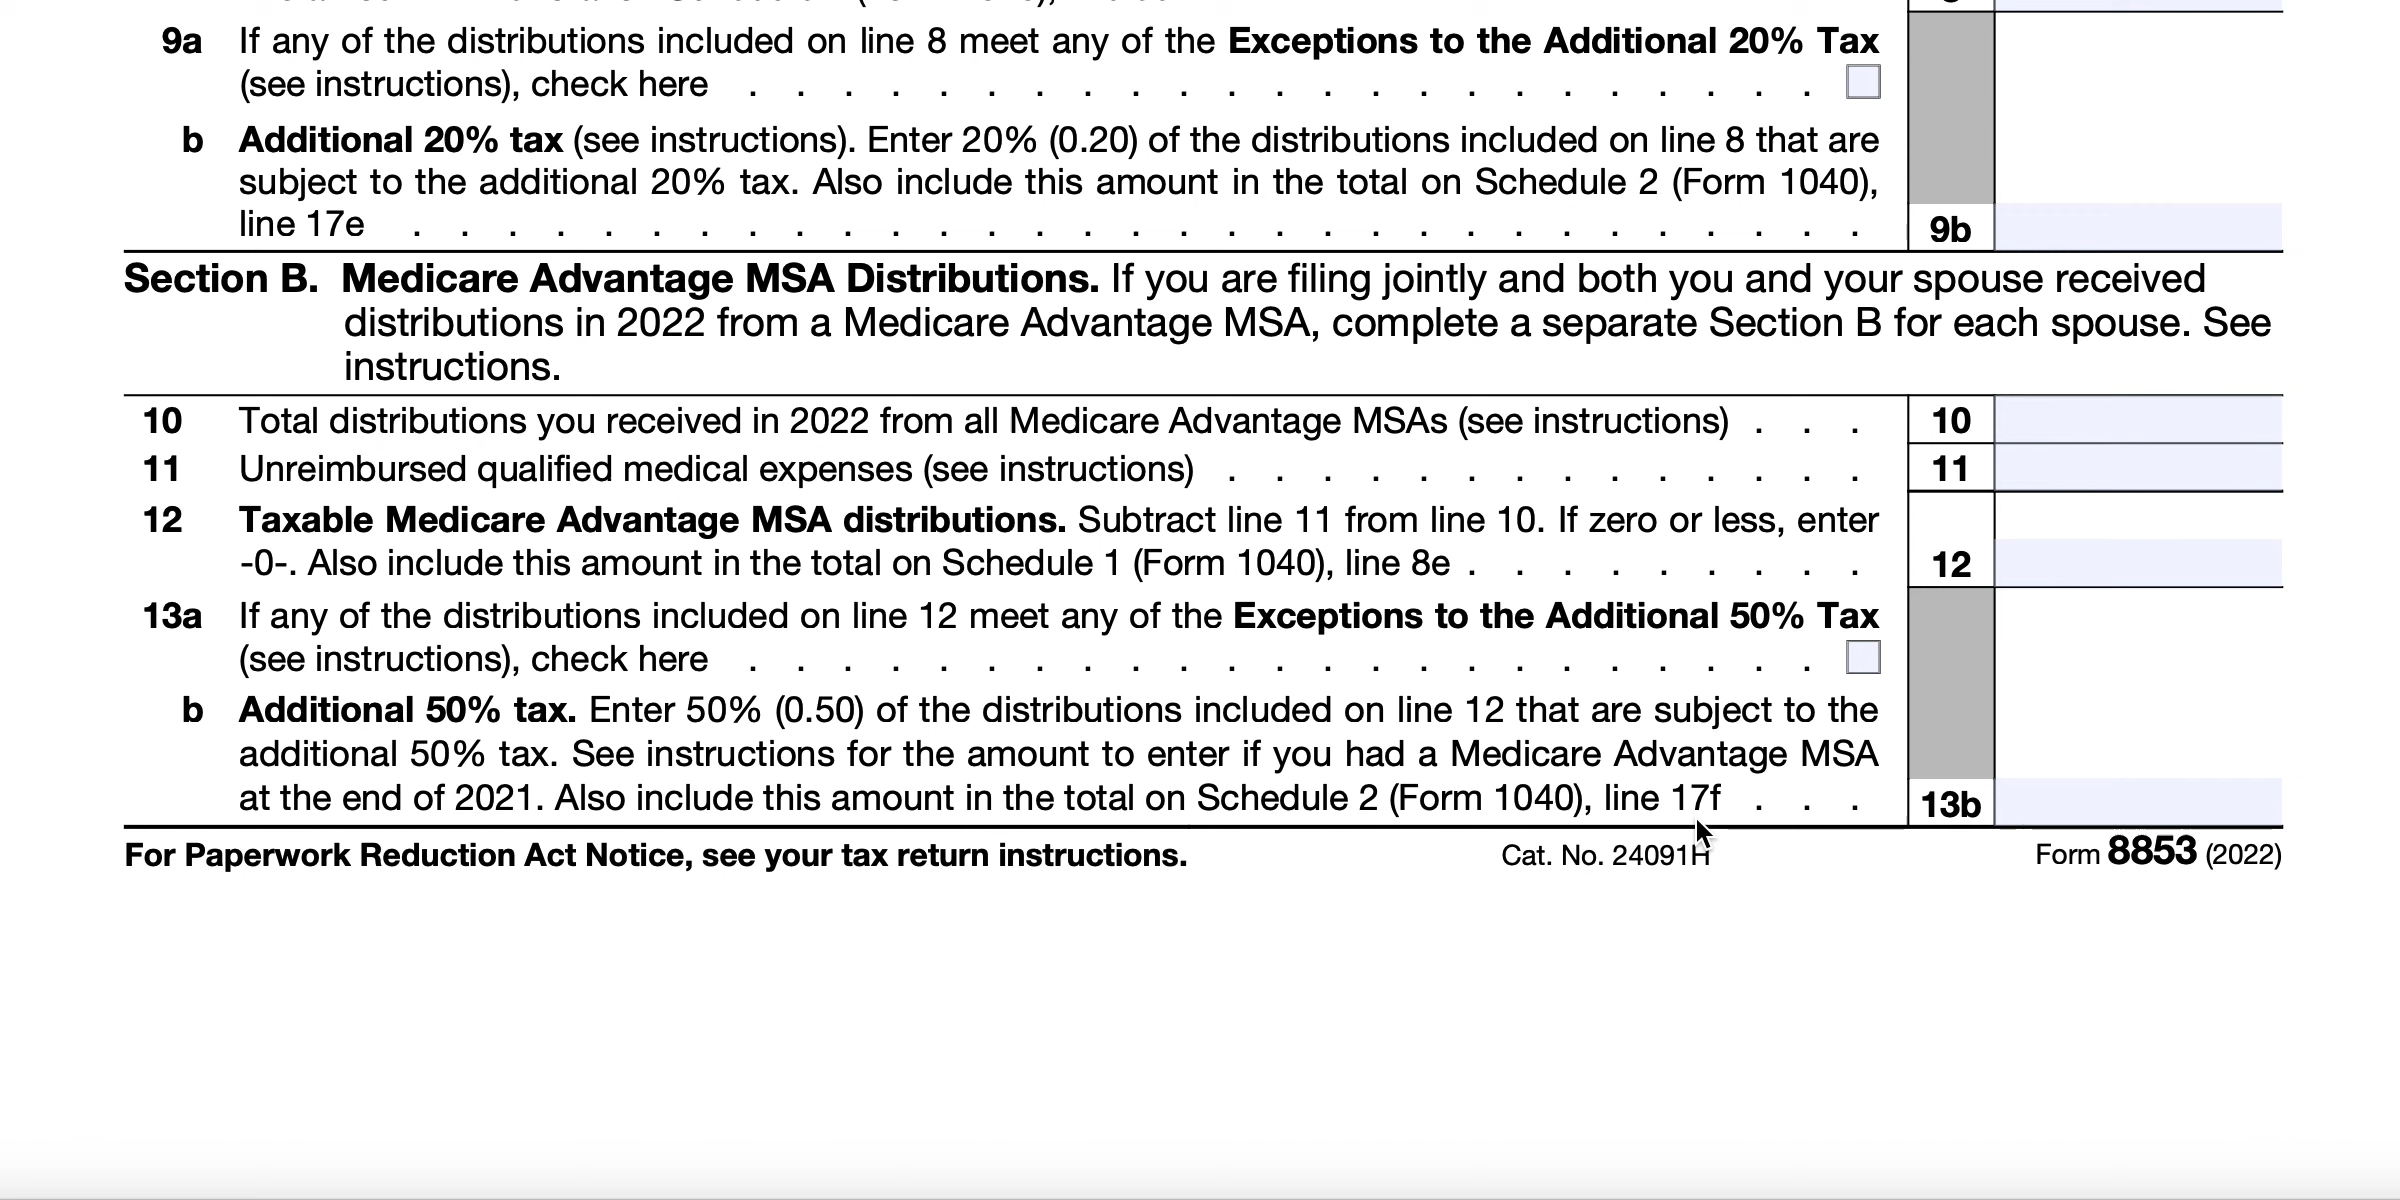 9a If any of the distributions included on line 8 meet any of the Exceptions to the Additional 20% Tax
(see instructions), check here . . . . . . . . . . . . . . . . . . . . . . .
b Additional 20% tax (see instructions). Enter 20% (0.20) of the distributions included on line 8 that are
subject to the additional 20% tax. Also include this amount in the total on Schedule 2 (Form 1040),
line 17e . . . . . . . . . . . . . . . . . . . . . . . . . . . . . . . 9b
Section B. Medicare Advantage MSA Distributions. If you are filing jointly and both you and your spouse received
distributions in 2022 from a Medicare Advantage MSA, complete a separate Section B for each spouse. See
instructions.
10 Total distributions you received in 2022 from all Medicare Advantage MSAs (see instructions) . . . 10
11 Unreimbursed qualified medical expenses (see instructions) . . . . . . . . . . . . . . 11
12 Taxable Medicare Advantage MSA distributions. Subtract line 11 from line 10. If zero or less, enter
-0-. Also include this amount in the total on Schedule 1 (Form 1040), line 8e . . . . . . . . . 12
13a If any of the distributions included on line 12 meet any of the Exceptions to the Additional 50% Tax
(see instructions), check here . . . . . . . . . . . . . . . . . . . . . . .
b Additional 50% tax. Enter 50% (0.50) of the distributions included on line 12 that are subject to the
additional 50% tax. See instructions for the amount to enter if you had a Medicare Advantage MSA
at the end of 2021. Also include this amount in the total on Schedule 2 (Form 1040), line 17f . . . 13b
For Paperwork Reduction Act Notice, see your tax return instructions. Cat. No. 24091H Form 8853 (2022)